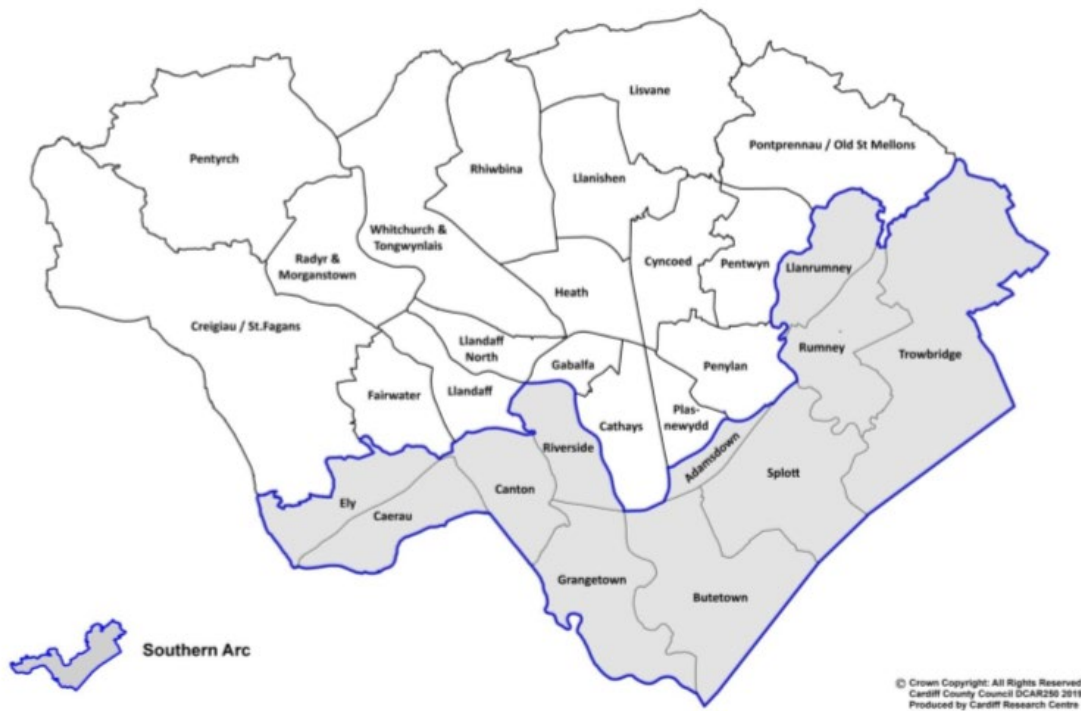 Lisvane
Pontprennau / Old St Mellons
Pentyrch
Rhiwbina
Llanishen
Whitchurch &
Tongwynlais
Radyr &
Morganstown
Cyncoed
Pentwyn
Llanrumney
Heath
Creigiau / St.Fagans
Llandaff
North
Rumney
Trowbridge
Gabalfa
Penylan
Fairwater
Llandaff
Plas-
newydd
Cathays
Riverside
Adamsdown
Splott
Ely
Canton
Caerau
Grangetown
Butetown
Southern Arc
© Crown Copyright: All Rights Reserved
Cardiff County Council DCAR250 2019
Produced by Cardiff Research Centre